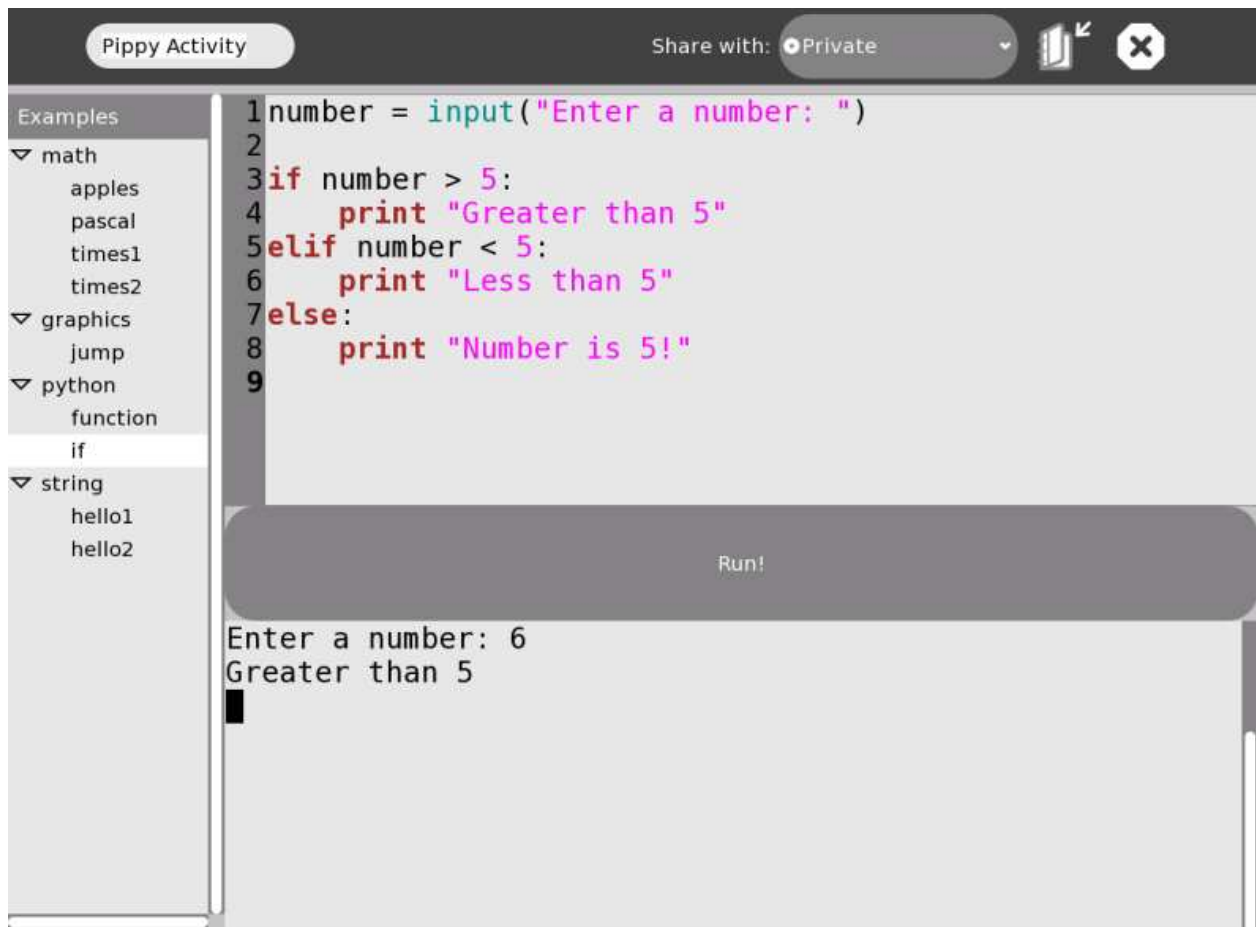 Pippy Activity
Share with: Private
Examples
math
apples
pascal
times1
times2
graphics
jump
python
function
if
string
hello1
hello2
1 number = input("Enter a number: ")
2
3 if number > 5:
4     print "Greater than 5"
5 elif number < 5:
6     print "Less than 5"
7 else:
8     print "Number is 5!"
9
Run!
Enter a number: 6
Greater than 5